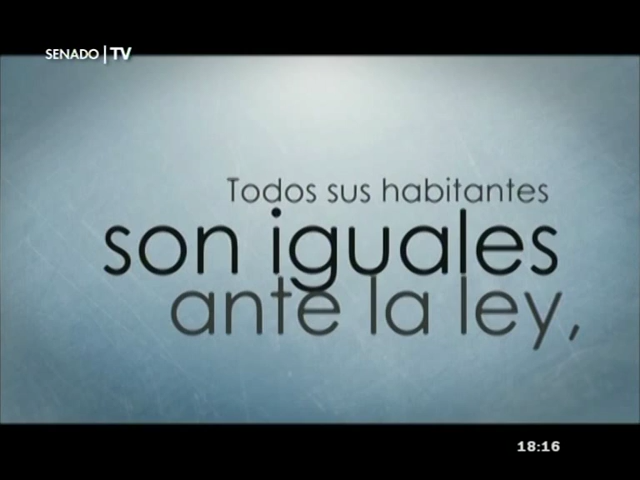 SENADO|TV
Todos sus habitantes
son iguales
ante la ley,
18:16